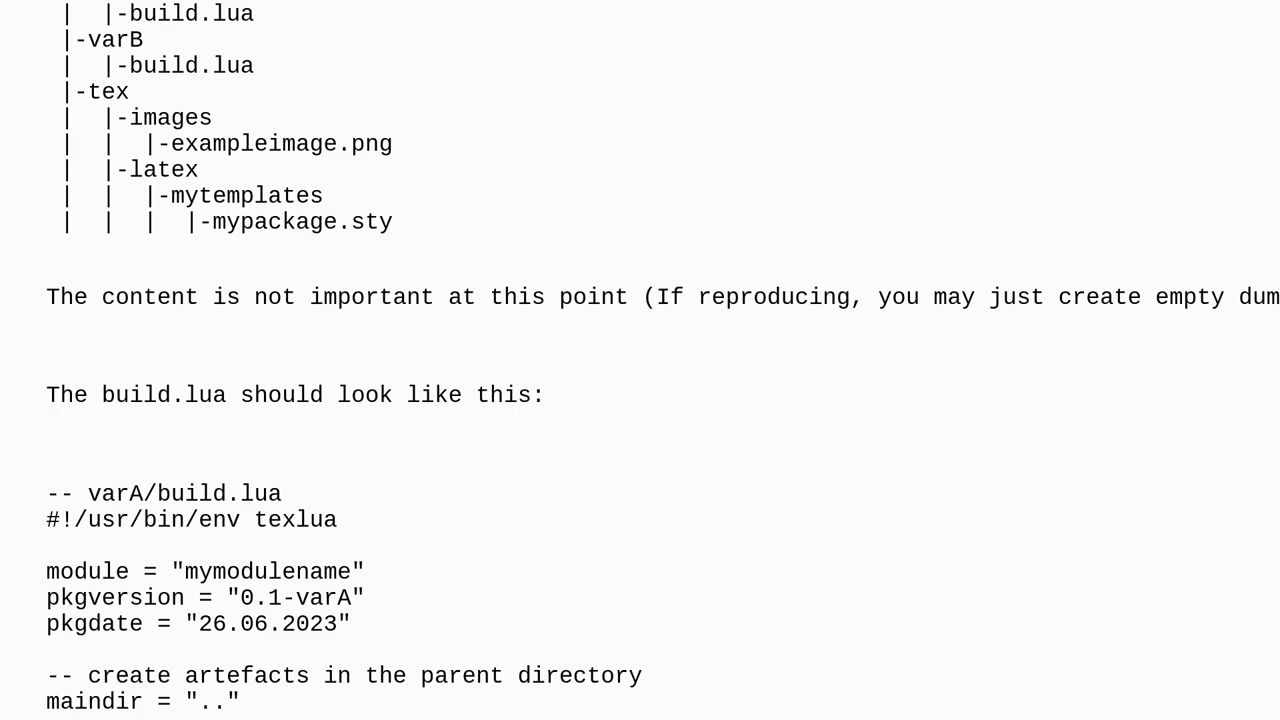 |  |-build.lua
|-varB
|  |-build.lua
|-tex
|  |-images
|  |  |-exampleimage.png
|  |-latex
|  |  |-mytemplates
|  |  |  |-mypackage.sty
The content is not important at this point (If reproducing, you may just create empty dum
The build.lua should look like this:
-- varA/build.lua
#!/usr/bin/env texlua
module = "mymodulename"
pkgversion = "0.1-varA"
pkgdate = "26.06.2023"
-- create artefacts in the parent directory
maindir = ".."